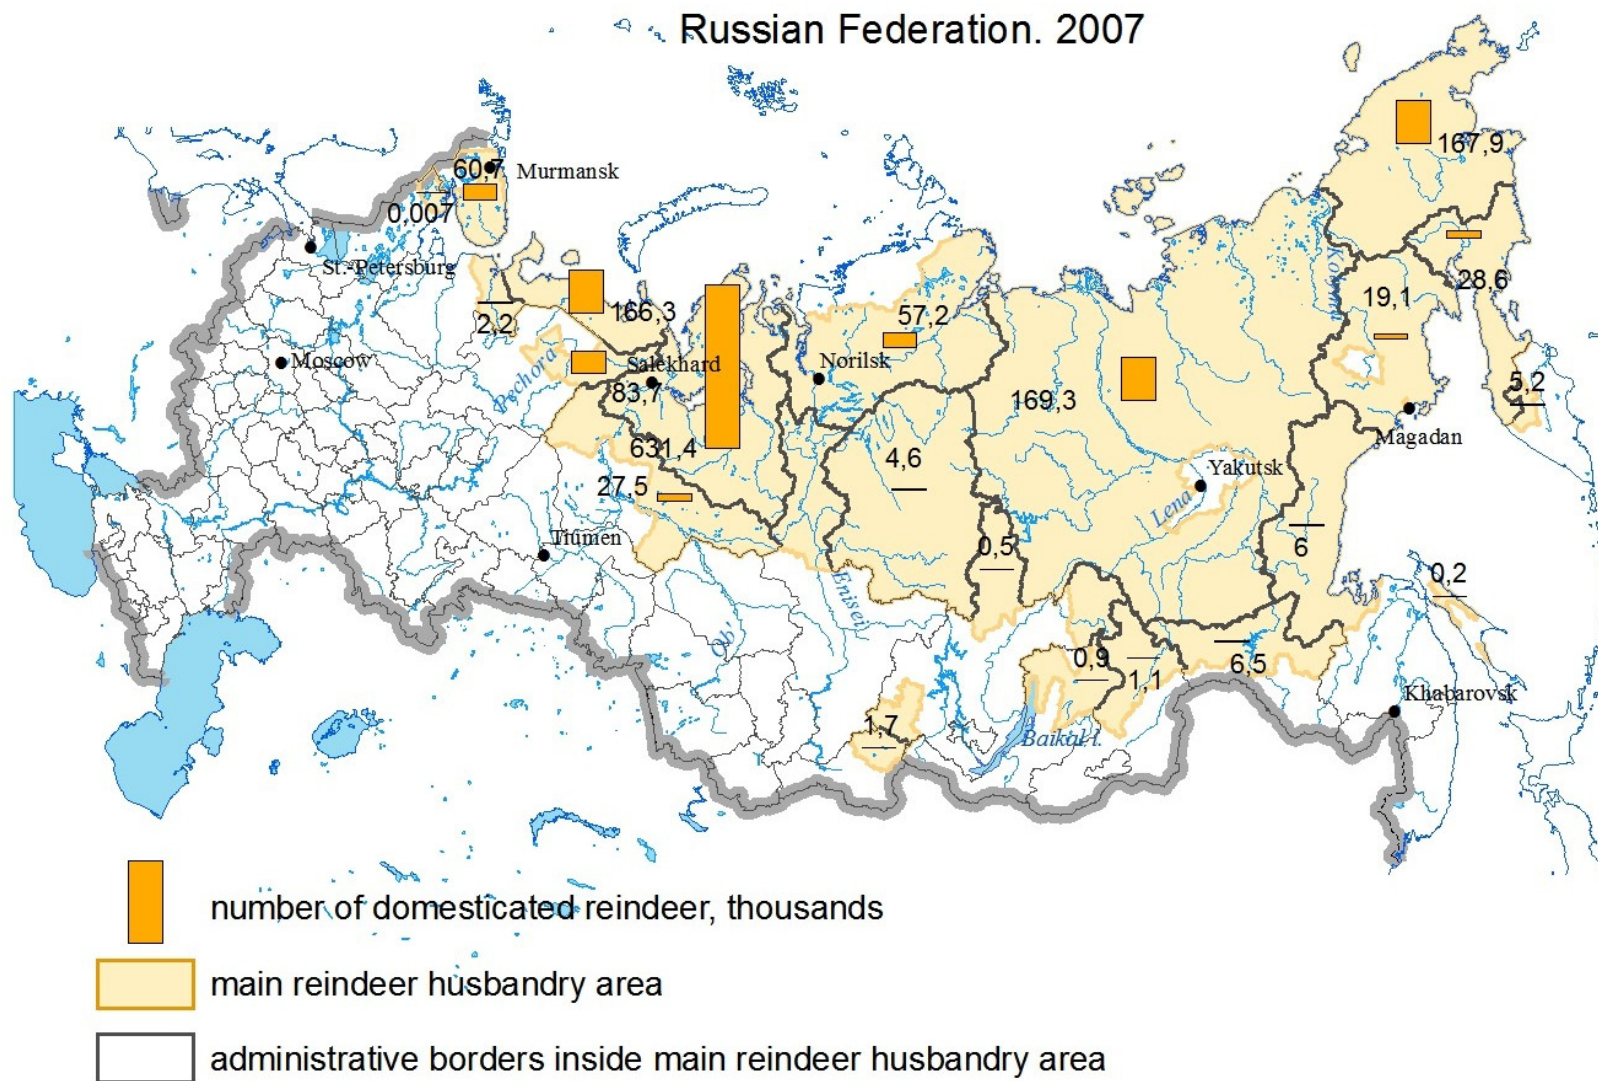 Russian Federation. 2007
167,9
60,7
Murmansk
0,007
St.-Petersburg
28,6
19,1
Kolima
166,3
57,2
2,2
Moscow
Pechora
Salekhard
Norilsk
83,7
169,3
5,2
Magadan
631,4
4,6
Yakutsk
27,5
Lena
Tiumen
0,5
6
0,2
Enisei
Ob'
0,9
1,1
6,5
Khabarovsk
1,7
Baikal l.
number of domesticated reindeer, thousands
main reindeer husbandry area
administrative borders inside main reindeer husbandry area